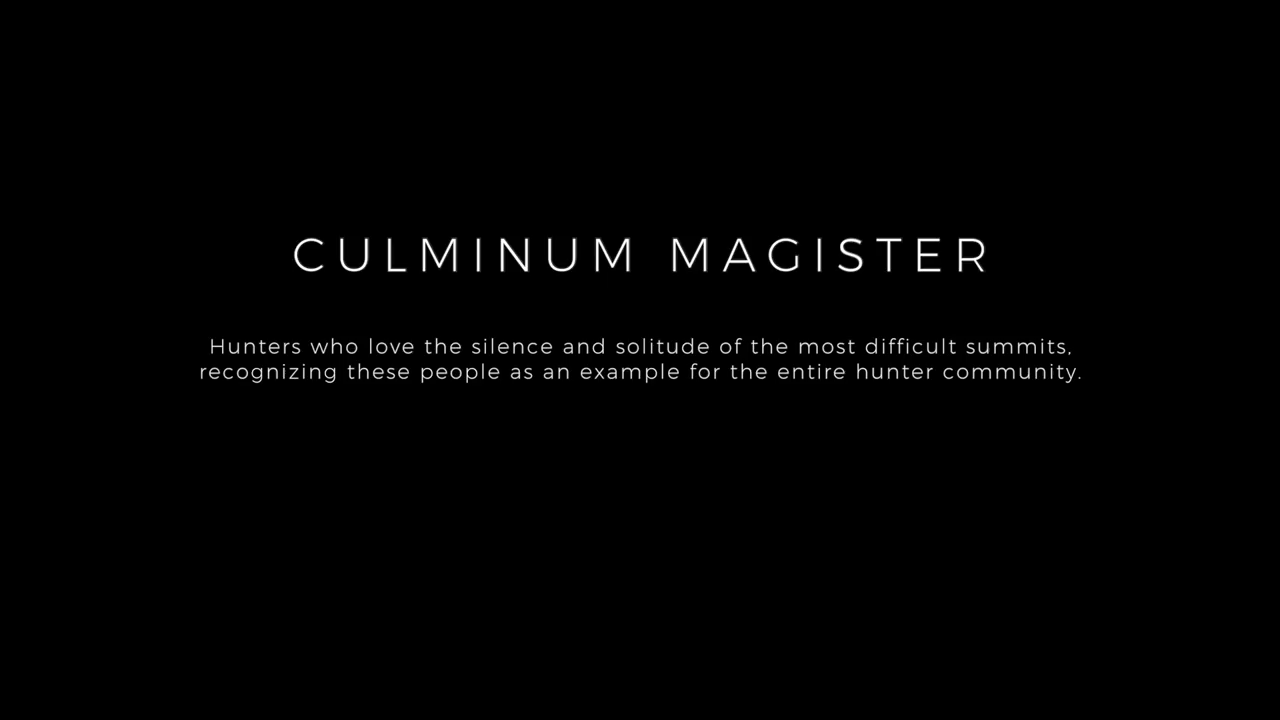 CULMINUM MAGISTER
Hunters who love the silence and solitude of the most difficult summits,
recognizing these people as an example for the entire hunter community.